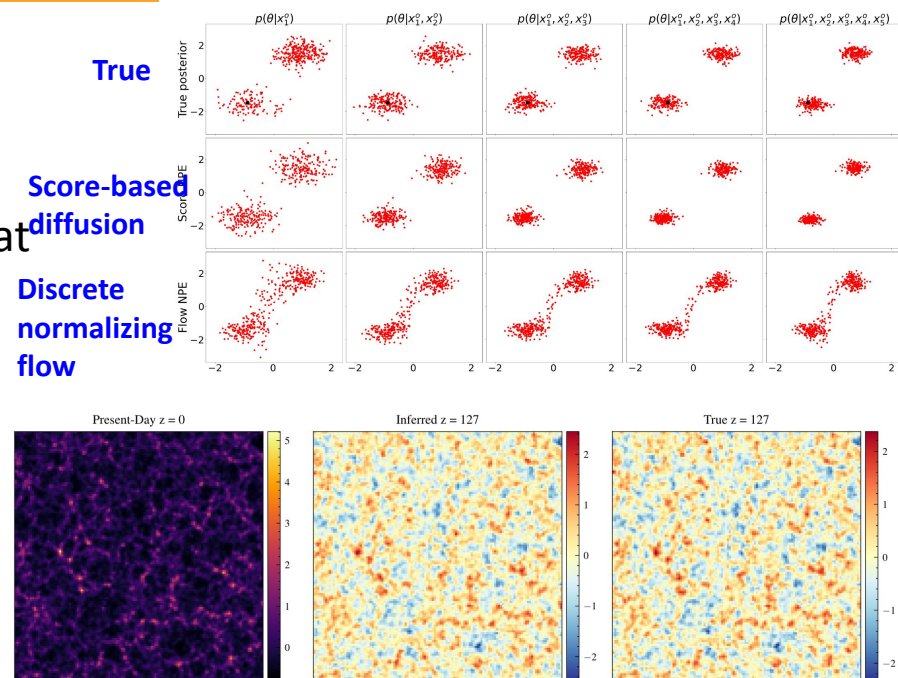 p(θ|x₁ᵒ) p(θ|x₁ᵒ, x₂ᵒ) p(θ|x₁ᵒ, x₂ᵒ, x₃ᵒ) p(θ|x₁ᵒ, x₂ᵒ, x₃ᵒ, x₄ᵒ) p(θ|x₁ᵒ, x₂ᵒ, x₃ᵒ, x₄ᵒ, x₅ᵒ)
True
True posterior
2
0
−2
Score-based
diffusion
at
2
0
−2
Discrete
normalizing
flow
Flow NPE
2
0
−2
−2 0 2 −2 0 2 −2 0 2 −2 0 2 −2 0 2
Present-Day z = 0
5
4
3
2
1
0
Inferred z = 127
2
1
0
−1
−2
True z = 127
2
1
0
−1
−2